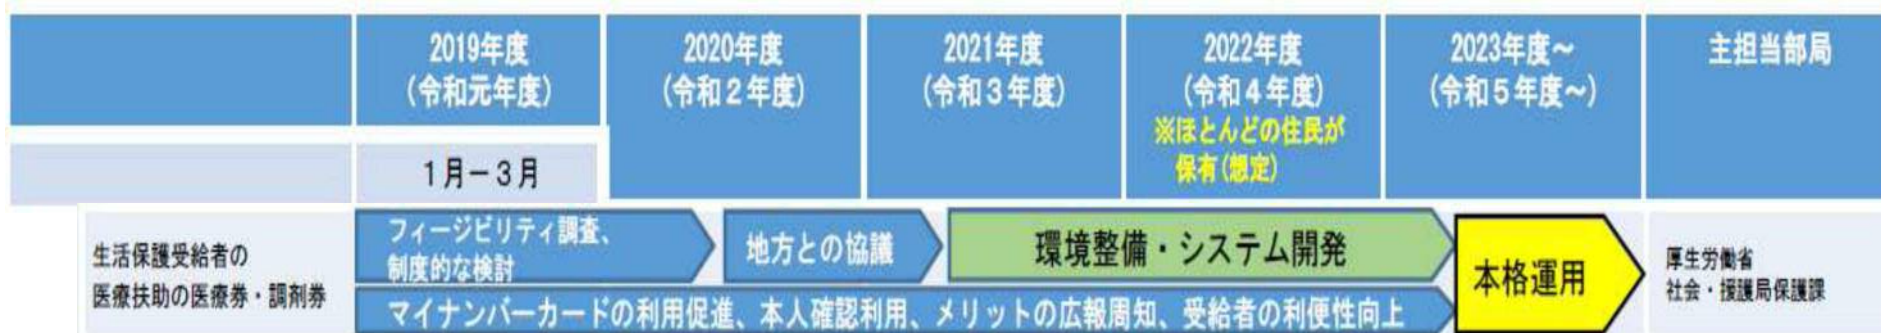 2019年度
(令和元年度)
2020年度
(令和２年度)
2021年度
(令和３年度)
2022年度
(令和４年度)
※ほとんどの住民が
保有(想定)
2023年度～
(令和５年度～)
主担当部局
１月－３月
生活保護受給者の
医療扶助の医療券・調剤券
フィージビリティ調査、
制度的な検討
地方との協議
環境整備・システム開発
本格運用
マイナンバーカードの利用促進、本人確認利用、メリットの広報周知、受給者の利便性向上
厚生労働省
社会・援護局保護課